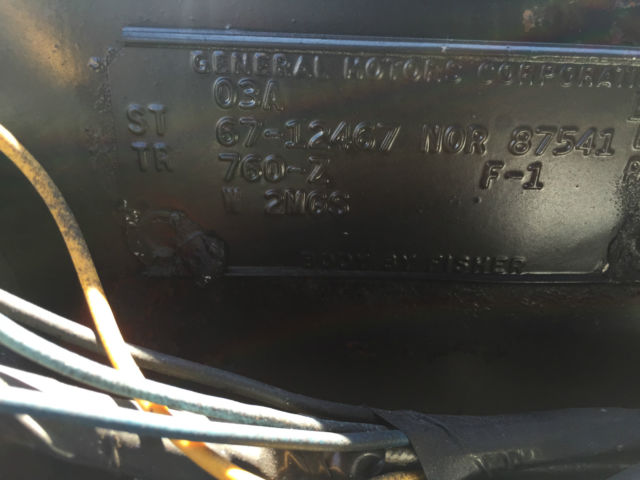 GENERAL MOTORS CORPORATI
03A
ST 67-12467 NOR 87541
TR 760-Z F-1
W 2MGS
BODY BY FISHER